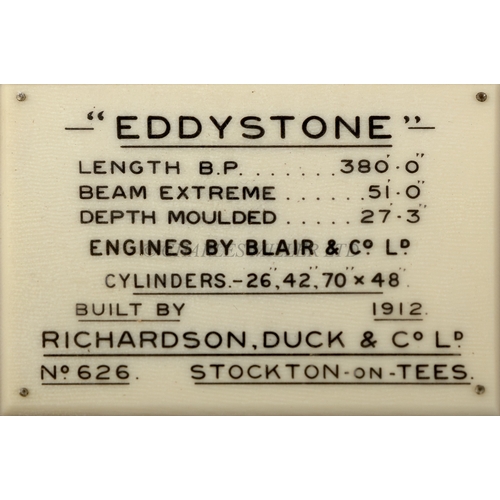 —"EDDYSTONE"—
LENGTH B.P. ..... 380'·0"
BEAM EXTREME ...... 51'·0"
DEPTH MOULDED ...... 27'·3"
ENGINES BY BLAIR & Cº Lᴰ
CYLINDERS.-26", 42", 70" × 48"
BUILT BY 1912.
RICHARDSON, DUCK & Cº Lᴰ
Nº 626. STOCKTON-ON-TEES.